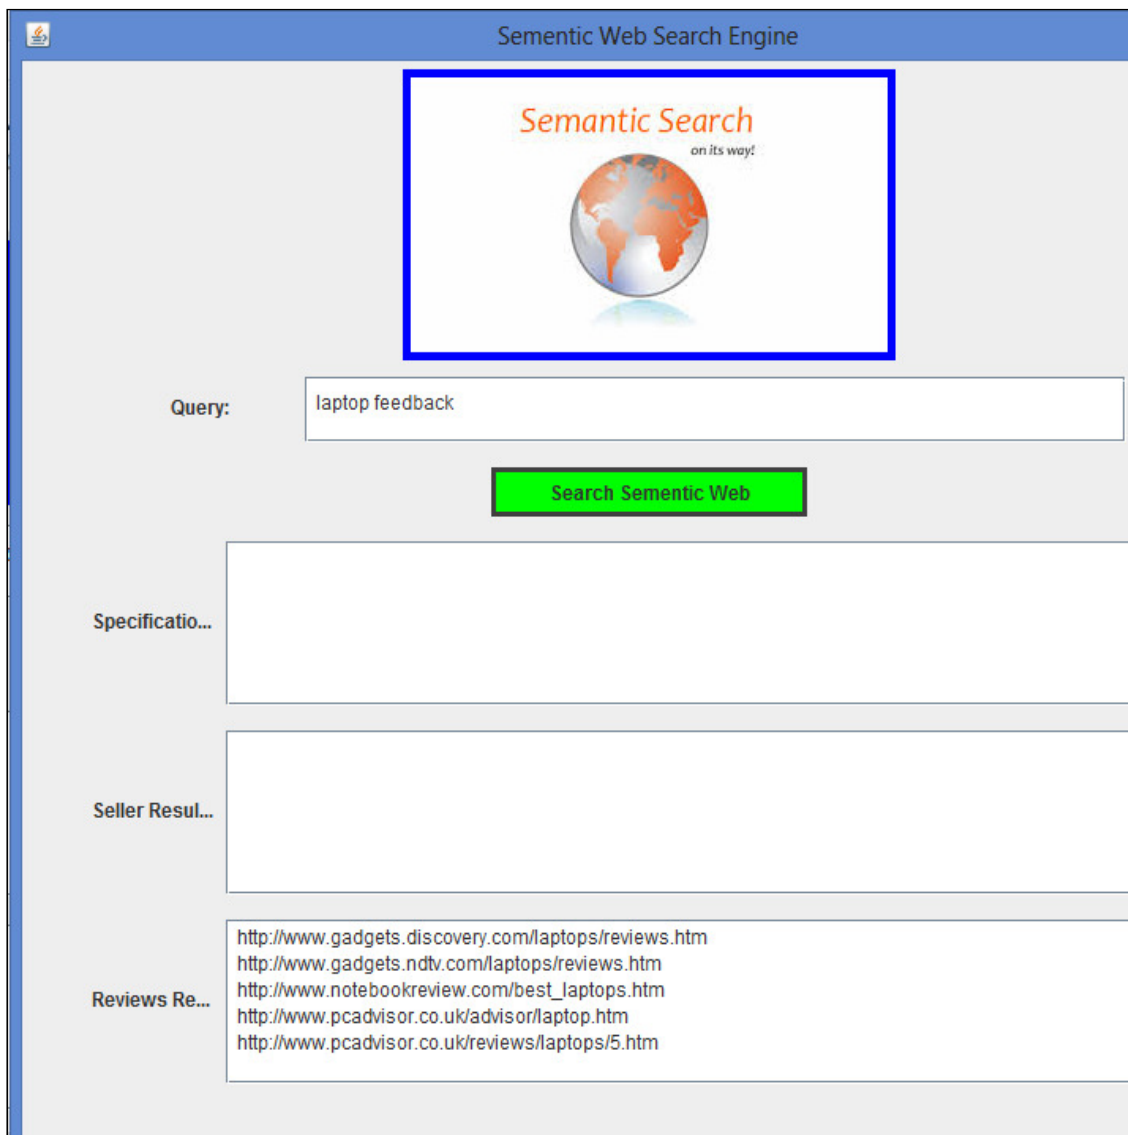 Sementic Web Search Engine
Semantic Search
on its way!
Query:
laptop feedback
Search Sementic Web
Specificatio...
Seller Resul...
Reviews Re...
http://www.gadgets.discovery.com/laptops/reviews.htm
http://www.gadgets.ndtv.com/laptops/reviews.htm
http://www.notebookreview.com/best_laptops.htm
http://www.pcadvisor.co.uk/advisor/laptop.htm
http://www.pcadvisor.co.uk/reviews/laptops/5.htm